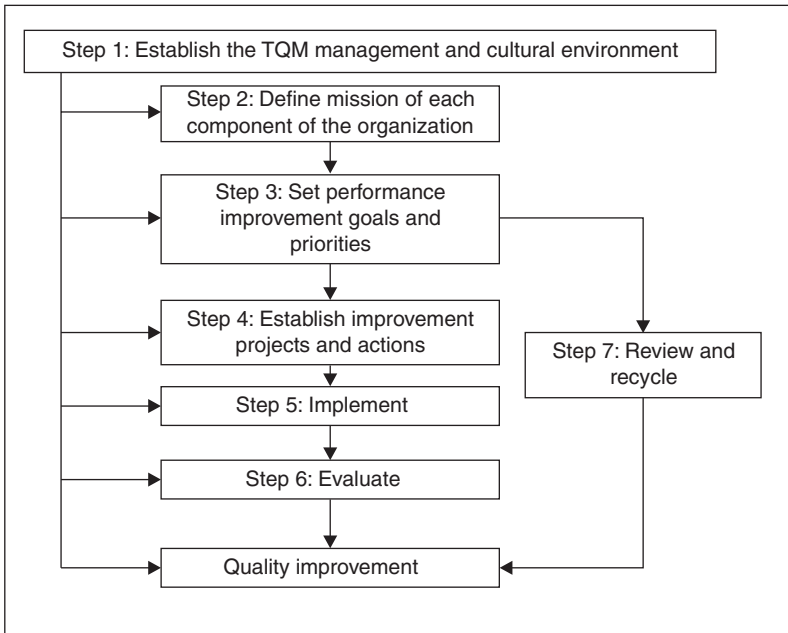 Step 1: Establish the TQM management and cultural environment
Step 2: Define mission of each
component of the organization
Step 3: Set performance
improvement goals and
priorities
Step 4: Establish improvement
projects and actions
Step 7: Review and
recycle
Step 5: Implement
Step 6: Evaluate
Quality improvement